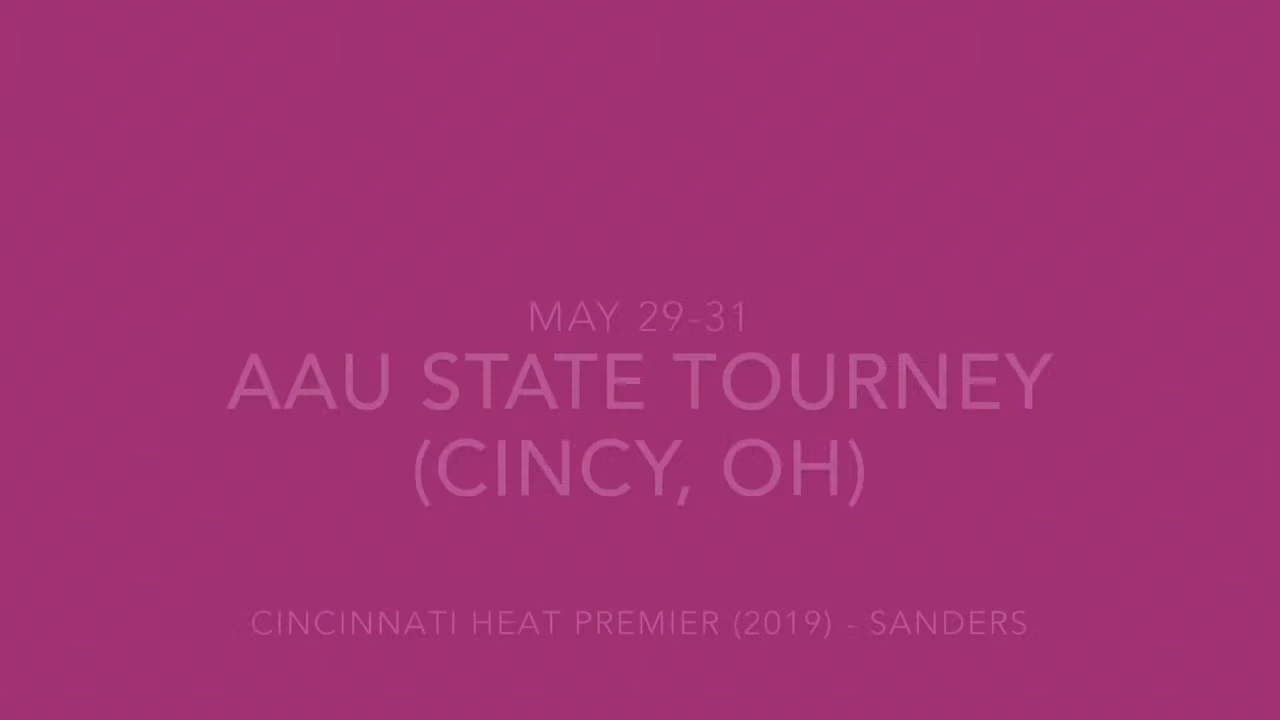 MAY 29-31
AAU STATE TOURNEY
(CINCY, OH)
CINCINNATI HEAT PREMIER (2019) - SANDERS